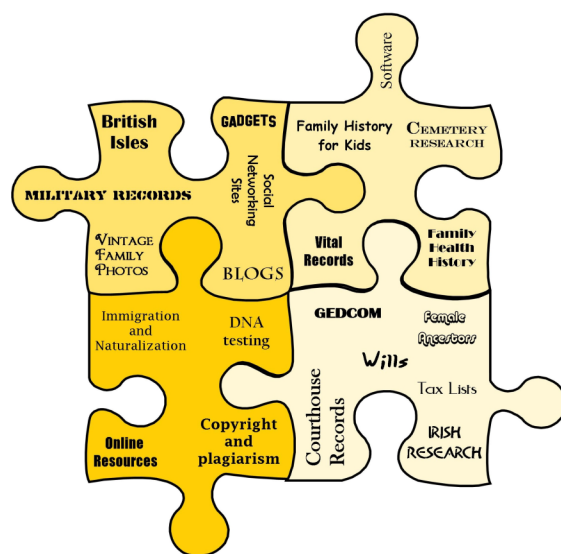 British
Isles
GADGETS
MILITARY RECORDS
Social
Networking
Sites
VINTAGE
FAMILY
PHOTOS
BLOGS
Software
Family History
for Kids
CEMETERY
RESEARCH
Vital
Records
Family
Health
History
Immigration
and
Naturalization
DNA
testing
Online
Resources
Copyright
and
plagiarism
GEDCOM
Female
Ancestors
Wills
Courthouse
Records
Tax Lists
IRISH
RESEARCH